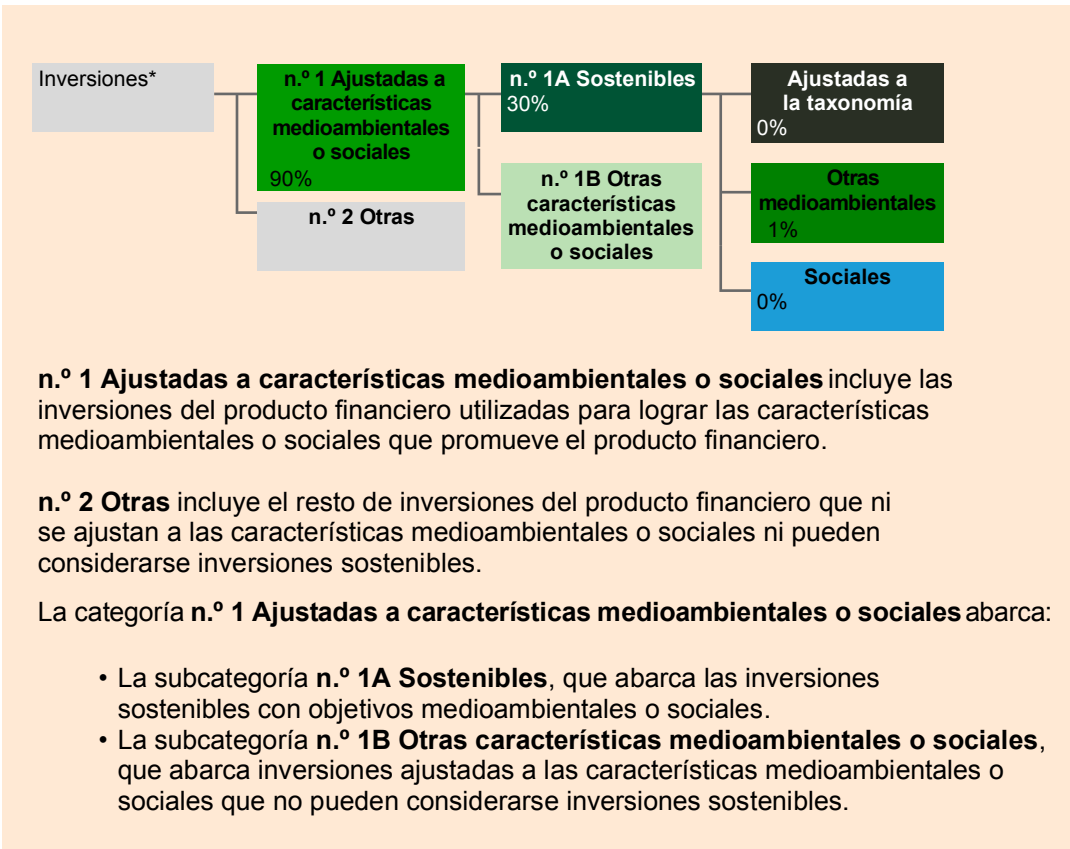 Inversiones*
n.º 1 Ajustadas a
características
medioambientales
o sociales
90%
n.º 2 Otras
n.º 1A Sostenibles
30%
n.º 1B Otras
características
medioambientales
o sociales
Ajustadas a
la taxonomía
0%
Otras
medioambientales
1%
Sociales
0%
n.º 1 Ajustadas a características medioambientales o sociales incluye las
inversiones del producto financiero utilizadas para lograr las características
medioambientales o sociales que promueve el producto financiero.
n.º 2 Otras incluye el resto de inversiones del producto financiero que ni
se ajustan a las características medioambientales o sociales ni pueden
considerarse inversiones sostenibles.
La categoría n.º 1 Ajustadas a características medioambientales o sociales abarca:
• La subcategoría n.º 1A Sostenibles, que abarca las inversiones
sostenibles con objetivos medioambientales o sociales.
• La subcategoría n.º 1B Otras características medioambientales o sociales,
que abarca inversiones ajustadas a las características medioambientales o
sociales que no pueden considerarse inversiones sostenibles.